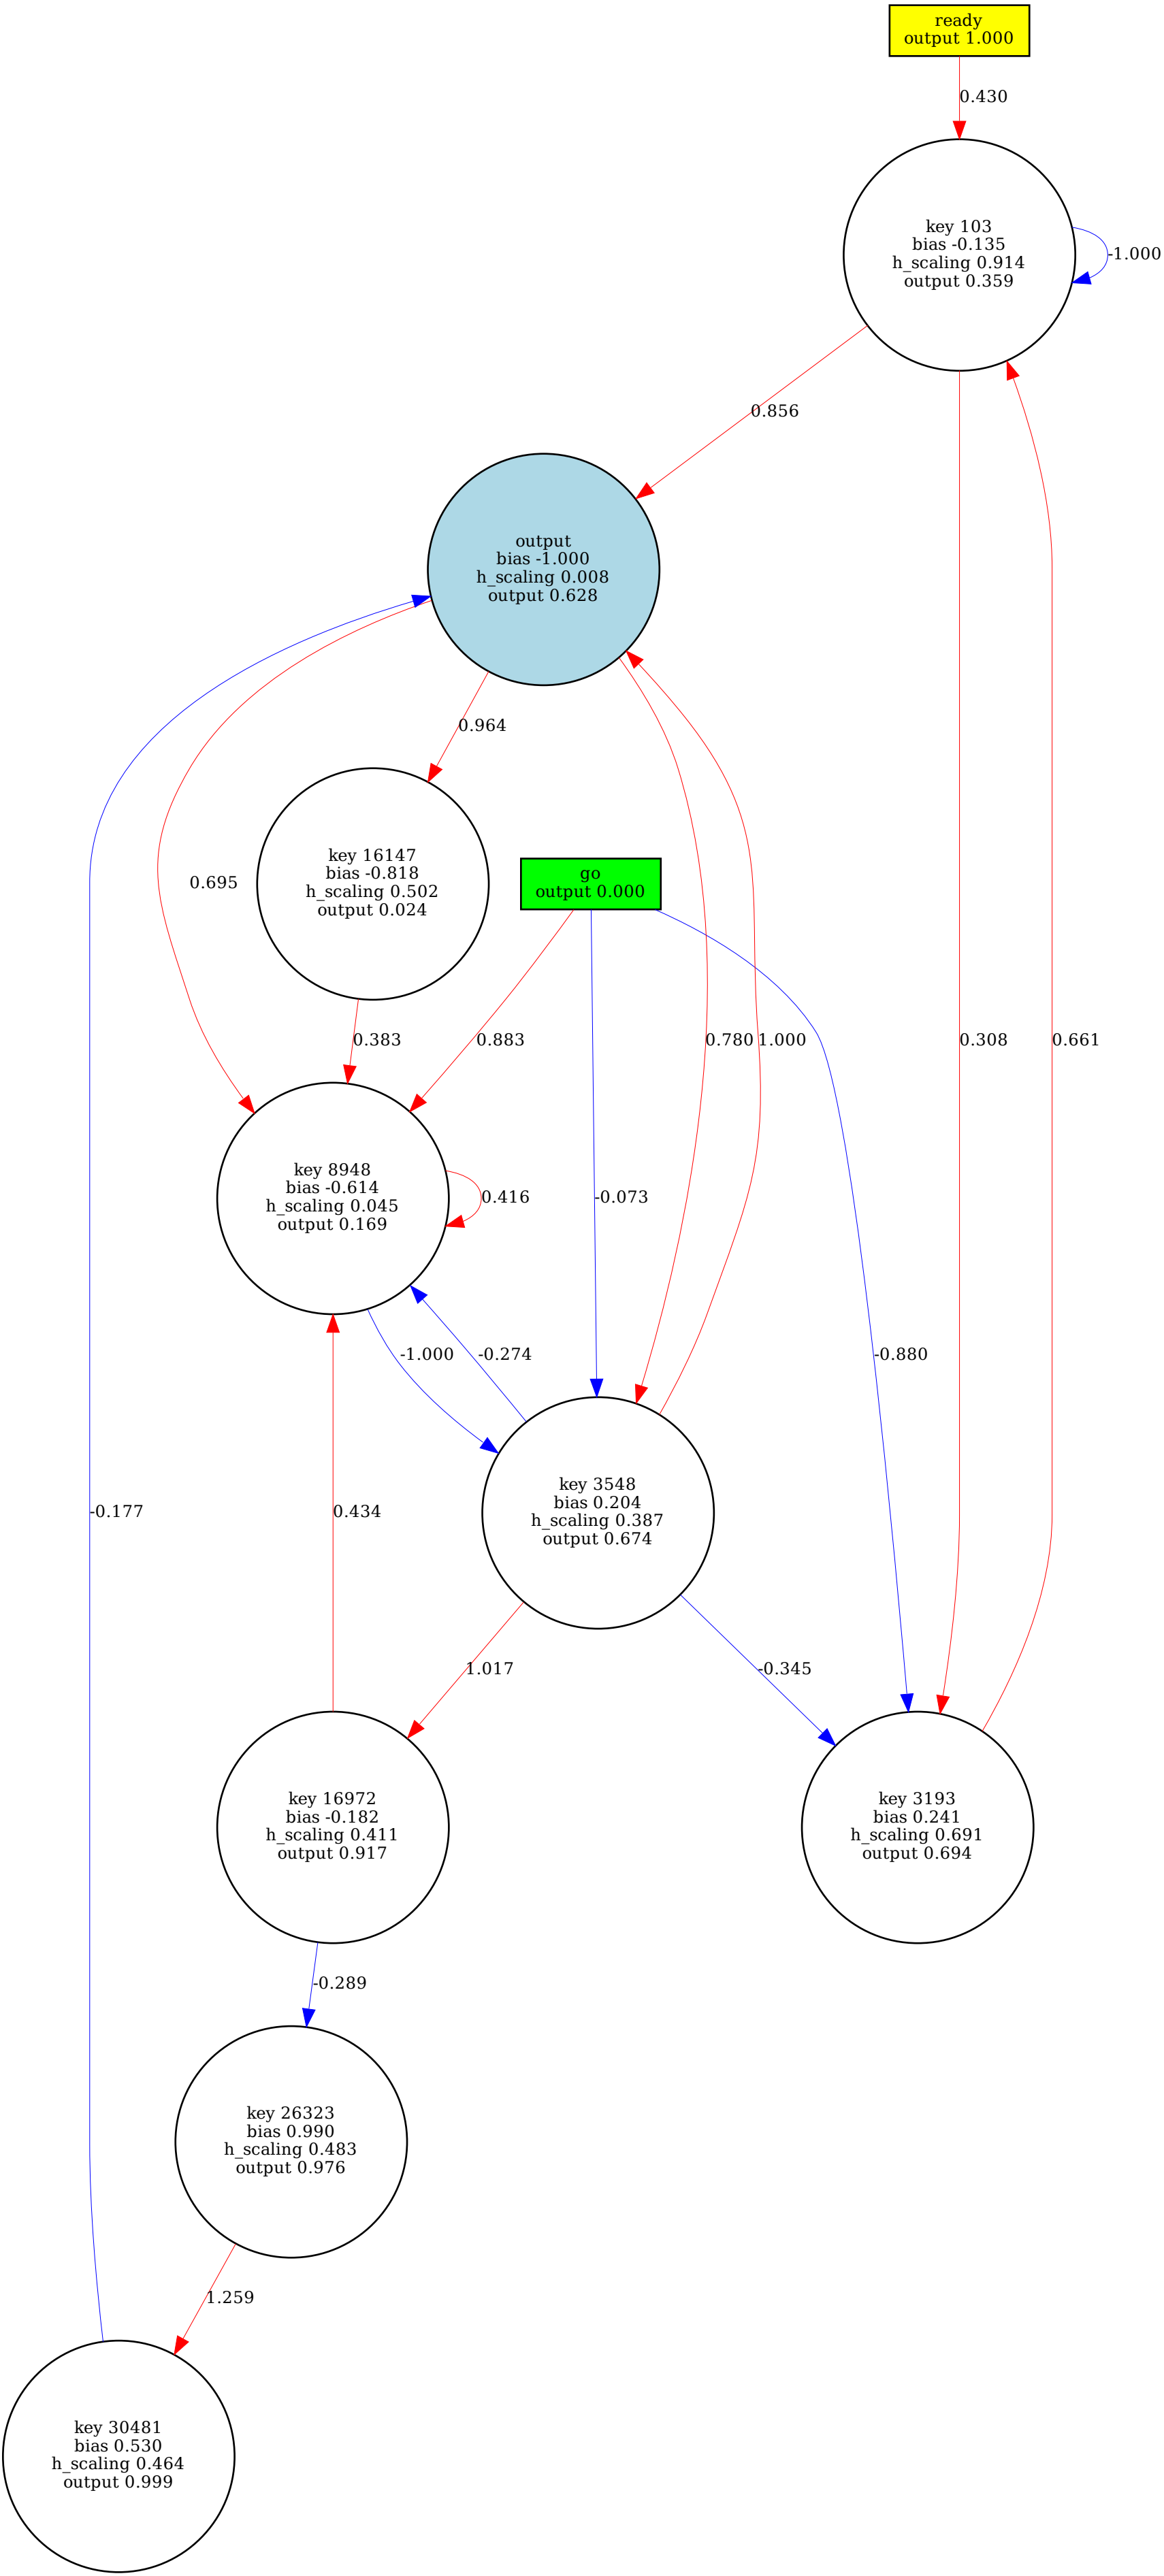 ready
output 1.000
0.430
key 103
bias -0.135
h_scaling 0.914
output 0.359
-1.000
0.856
output
bias -1.000
h_scaling 0.008
output 0.628
0.964
key 16147
bias -0.818
h_scaling 0.502
output 0.024
go
output 0.000
0.695
0.383
0.883
0.780
1.000
0.308
0.661
key 8948
bias -0.614
h_scaling 0.045
output 0.169
0.416
-0.073
-1.000
-0.274
-0.880
key 3548
bias 0.204
h_scaling 0.387
output 0.674
-0.177
0.434
1.017
-0.345
key 16972
bias -0.182
h_scaling 0.411
output 0.917
key 3193
bias 0.241
h_scaling 0.691
output 0.694
-0.289
key 26323
bias 0.990
h_scaling 0.483
output 0.976
1.259
key 30481
bias 0.530
h_scaling 0.464
output 0.999